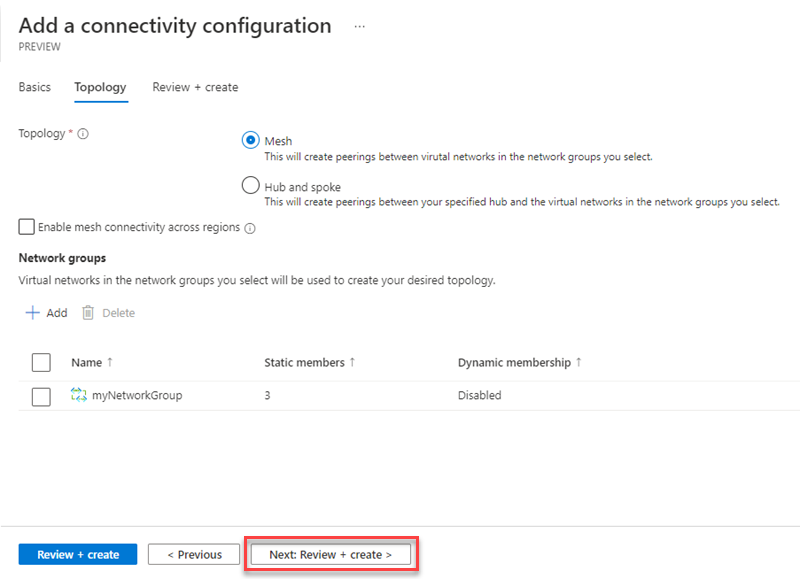 Add a connectivity configuration ...
PREVIEW
Basics Topology Review + create
Topology *
Mesh
This will create peerings between virutal networks in the network groups you select.
Hub and spoke
This will create peerings between your specified hub and the virtual networks in the network groups you select.
Enable mesh connectivity across regions
Network groups
Virtual networks in the network groups you select will be used to create your desired topology.
+ Add Delete
Name ↑ Static members ↑ Dynamic membership ↑
myNetworkGroup 3 Disabled
Review + create < Previous Next: Review + create >